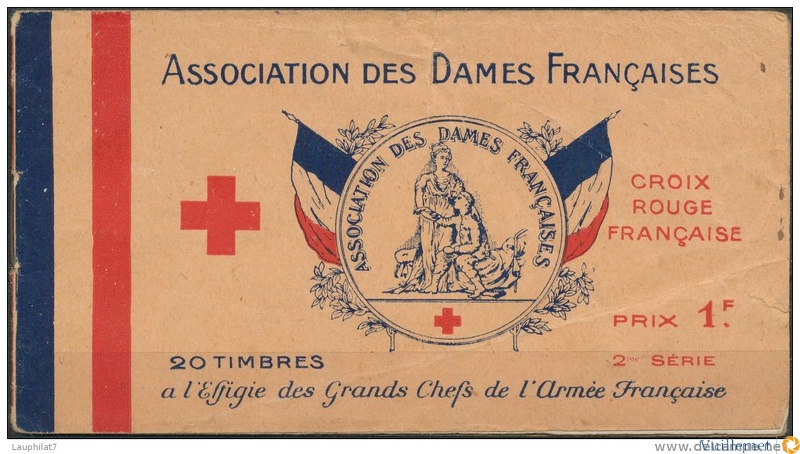 ASSOCIATION DES DAMES FRANÇAISES
ASSOCIATION DES DAMES FRANÇAISES
CROIX
ROUGE
FRANÇAISE
PRIX 1F.
20 TIMBRES
2me SÉRIE
a l'Effigie des Grands Chefs de l'Armée Française
Lauphilat7
www.delcampe.net
Vuillemet